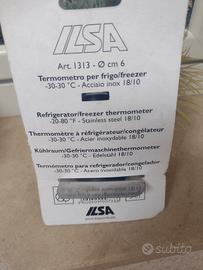 ILSA
Art. 1313 - Ø cm 6
Termometro per frigo/freezer
-30-30 °C - Acciaio inox 18/10
Refrigerator/freezer thermometer
-20-80 °F - Stainless steel 18/10
Thermomètre à réfrigérateur/congélateur
-30-30 °C - Acier inoxydable 18/10
Kühlraum/Gefriermaschinethermometer
-30-30 °C - Edelstahl 18/10
Termómetro para refrigerador/congelador
-30-30 °C - Acero inoxidable 18/10
ILSA
subito